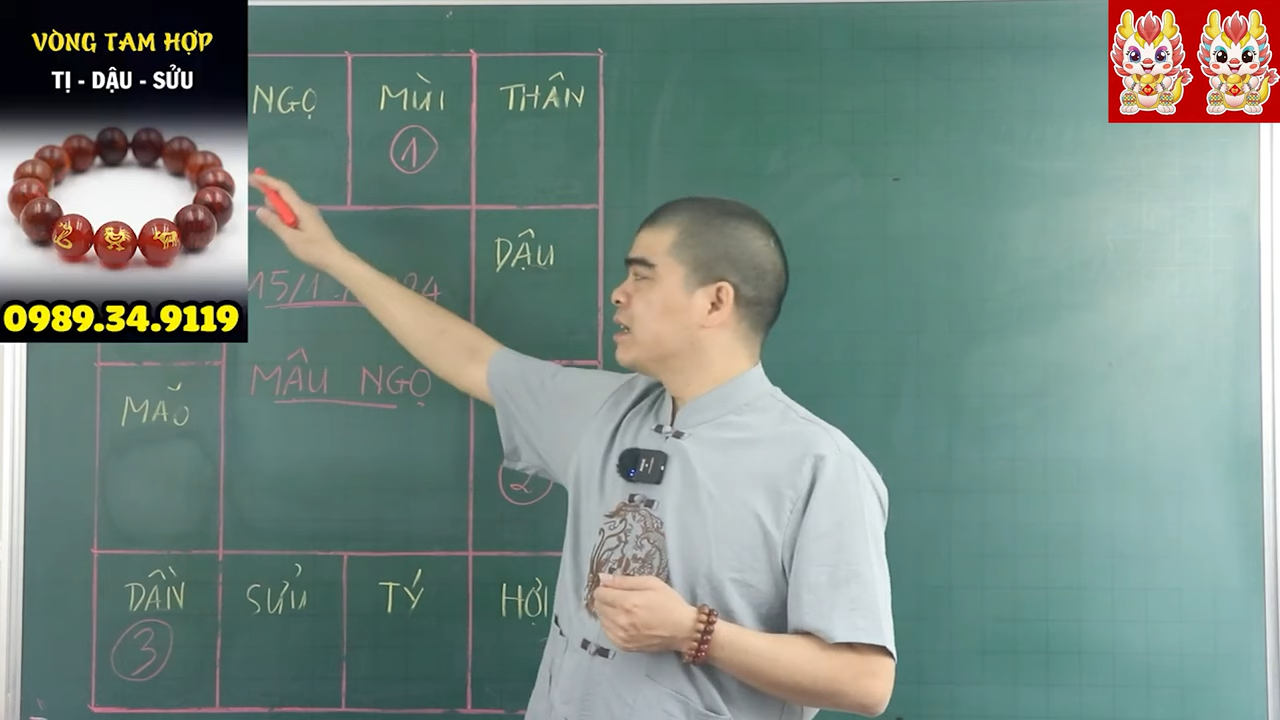 VÒNG TAM HỢP
TỊ - DẬU - SỬU
0989.34.9119
NGỌ
MÙI
THÂN
1
DẬU
MẬU NGỌ
MÃO
2
DẦN
SỬU
TÝ
HỢI
3